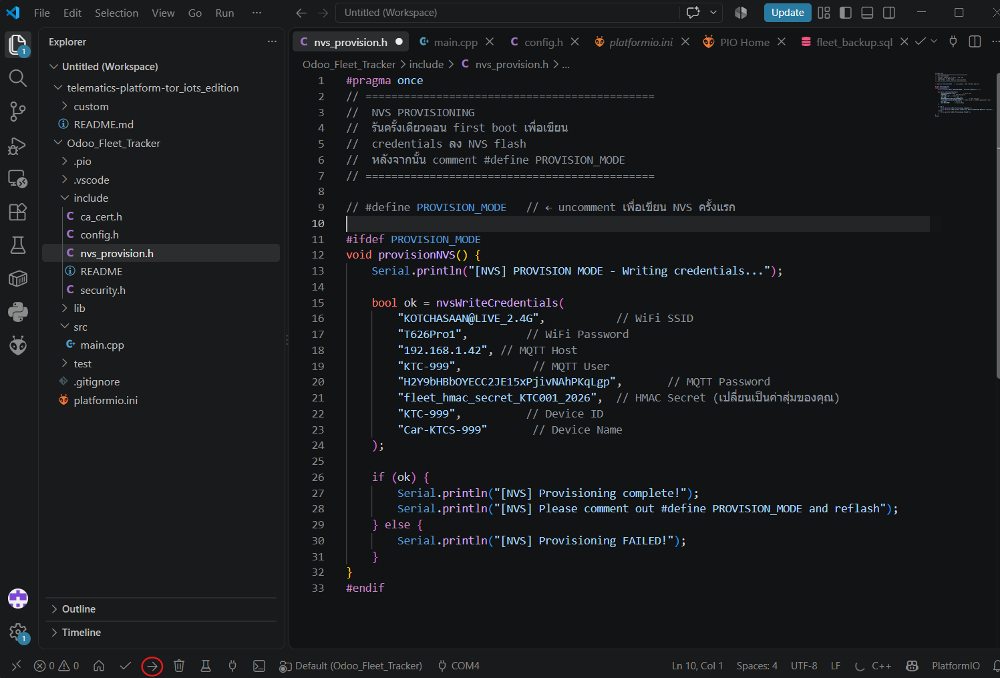 File Edit Selection View Go Run ···
Untitled (Workspace)
Update
Explorer
Untitled (Workspace)
telematics-platform-tor_iots_edition
custom
README.md
Odoo_Fleet_Tracker
.pio
.vscode
include
ca_cert.h
config.h
nvs_provision.h
README
security.h
lib
src
main.cpp
test
.gitignore
platformio.ini
Outline
Timeline
nvs_provision.h main.cpp config.h platformio.ini PIO Home fleet_backup.sql
Odoo_Fleet_Tracker > include > C nvs_provision.h > ...
1 #pragma once
2 // =============================================
3 //  NVS PROVISIONING
4 //  รันครั้งเดียวตอน first boot เพื่อเขียน
5 //  credentials ลง NVS flash
6 //  หลังจากนั้น comment #define PROVISION_MODE
7 // =============================================
8
9 // #define PROVISION_MODE   // ← uncomment เพื่อเขียน NVS ครั้งแรก
10
11 #ifdef PROVISION_MODE
12 void provisionNVS() {
13     Serial.println("[NVS] PROVISION MODE - Writing credentials...");
14
15     bool ok = nvsWriteCredentials(
16         "KOTCHASAAN@LIVE_2.4G",           // WiFi SSID
17         "T626Pro1",         // WiFi Password
18         "192.168.1.42", // MQTT Host
19         "KTC-999",           // MQTT User
20         "H2Y9bHBbOYECC2JE15xPjivNAhPKqLgp",       // MQTT Password
21         "fleet_hmac_secret_KTC001_2026",  // HMAC Secret (เปลี่ยนเป็นค่าสุ่มของคุณ)
22         "KTC-999",          // Device ID
23         "Car-KTCS-999"       // Device Name
24     );
25
26     if (ok) {
27         Serial.println("[NVS] Provisioning complete!");
28         Serial.println("[NVS] Please comment out #define PROVISION_MODE and reflash");
29     } else {
30         Serial.println("[NVS] Provisioning FAILED!");
31     }
32 }
33 #endif
1
1
0 0 Default (Odoo_Fleet_Tracker) COM4 Ln 10, Col 1 Spaces: 4 UTF-8 LF C++ PlatformIO